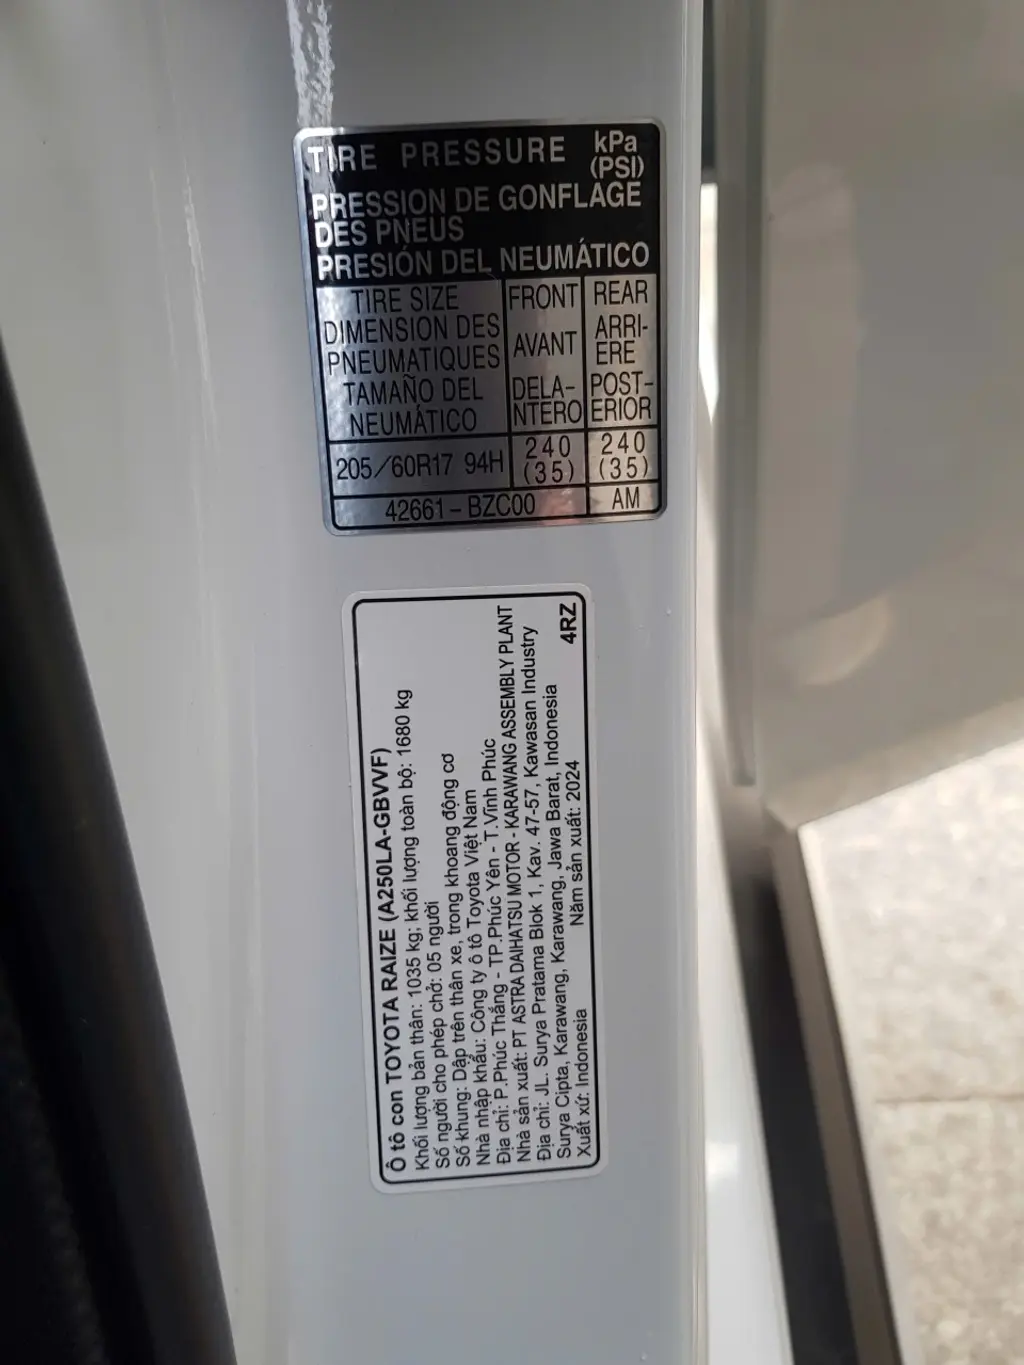 TIRE PRESSURE kPa (PSI)
PRESSION DE GONFLAGE
DES PNEUS
PRESIÓN DEL NEUMÁTICO
TIRE SIZE
DIMENSION DES
PNEUMATIQUES
TAMAÑO DEL
NEUMÁTICO
FRONT
AVANT
DELA-
NTERO
REAR
ARRI-
ERE
POST-
ERIOR
205/60R17 94H 240 (35) 240 (35)
42661-BZC00 AM
Ô tô con TOYOTA RAIZE (A250LA-GBVVF)
Khối lượng bản thân: 1035 kg; khối lượng toàn bộ: 1680 kg
Số người cho phép chở: 05 người
Số khung: Dập trên thân xe, trong khoang động cơ
Nhà nhập khẩu: Công ty ô tô Toyota Việt Nam
Địa chỉ: P.Phúc Thắng - TP.Phúc Yên - T.Vĩnh Phúc
Nhà sản xuất: PT ASTRA DAIHATSU MOTOR - KARAWANG ASSEMBLY PLANT
Địa chỉ: JL. Surya Pratama Blok 1, Kav. 47-57, Kawasan Industry
Surya Cipta, Karawang, Karawang, Jawa Barat, Indonesia
Xuất xứ: Indonesia Năm sản xuất: 2024 4RZ